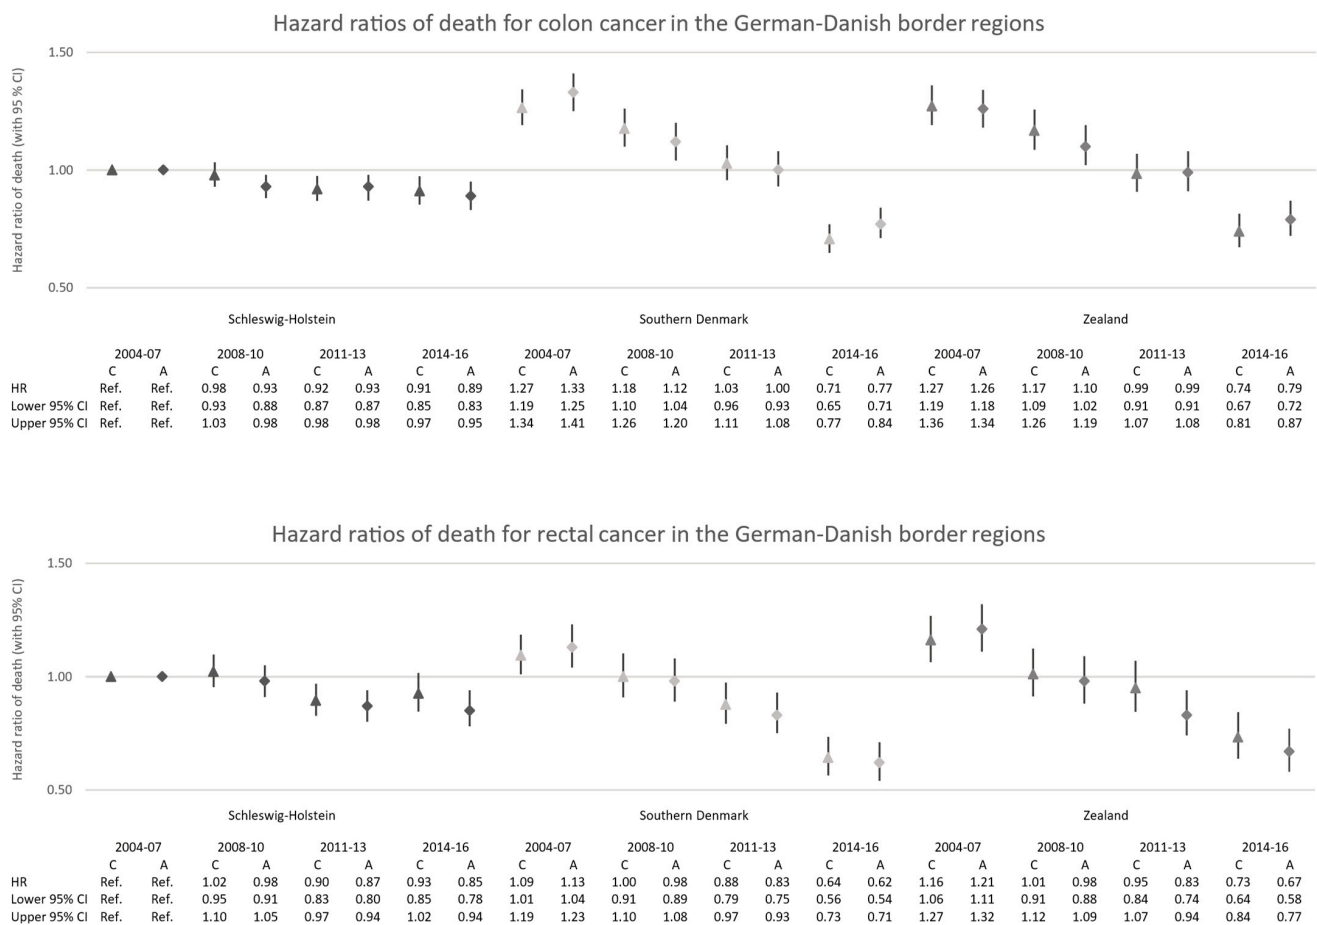 Hazard ratios of death for colon cancer in the German-Danish border regions
Hazard ratio of death (with 95 % CI)
1.50
1.00
0.50
Schleswig-Holstein Southern Denmark Zealand
2004-07 2008-10 2011-13 2014-16 2004-07 2008-10 2011-13 2014-16 2004-07 2008-10 2011-13 2014-16
C A C A C A C A C A C A C A C A C A C A C A C A
HR Ref. Ref. 0.98 0.93 0.92 0.93 0.91 0.89 1.27 1.33 1.18 1.12 1.03 1.00 0.71 0.77 1.27 1.26 1.17 1.10 0.99 0.99 0.74 0.79
Lower 95% CI Ref. Ref. 0.93 0.88 0.87 0.87 0.85 0.83 1.19 1.25 1.10 1.04 0.96 0.93 0.65 0.71 1.19 1.18 1.09 1.02 0.91 0.91 0.67 0.72
Upper 95% CI Ref. Ref. 1.03 0.98 0.98 0.98 0.97 0.95 1.34 1.41 1.26 1.20 1.11 1.08 0.77 0.84 1.36 1.34 1.26 1.19 1.07 1.08 0.81 0.87
Hazard ratios of death for rectal cancer in the German-Danish border regions
Hazard ratio of death (with 95% CI)
1.50
1.00
0.50
Schleswig-Holstein Southern Denmark Zealand
2004-07 2008-10 2011-13 2014-16 2004-07 2008-10 2011-13 2014-16 2004-07 2008-10 2011-13 2014-16
C A C A C A C A C A C A C A C A C A C A C A C A
HR Ref. Ref. 1.02 0.98 0.90 0.87 0.93 0.85 1.09 1.13 1.00 0.98 0.88 0.83 0.64 0.62 1.16 1.21 1.01 0.98 0.95 0.83 0.73 0.67
Lower 95% CI Ref. Ref. 0.95 0.91 0.83 0.80 0.85 0.78 1.01 1.04 0.91 0.89 0.79 0.75 0.56 0.54 1.06 1.11 0.91 0.88 0.84 0.74 0.64 0.58
Upper 95% CI Ref. Ref. 1.10 1.05 0.97 0.94 1.02 0.94 1.19 1.23 1.10 1.08 0.97 0.93 0.73 0.71 1.27 1.32 1.12 1.09 1.07 0.94 0.84 0.77